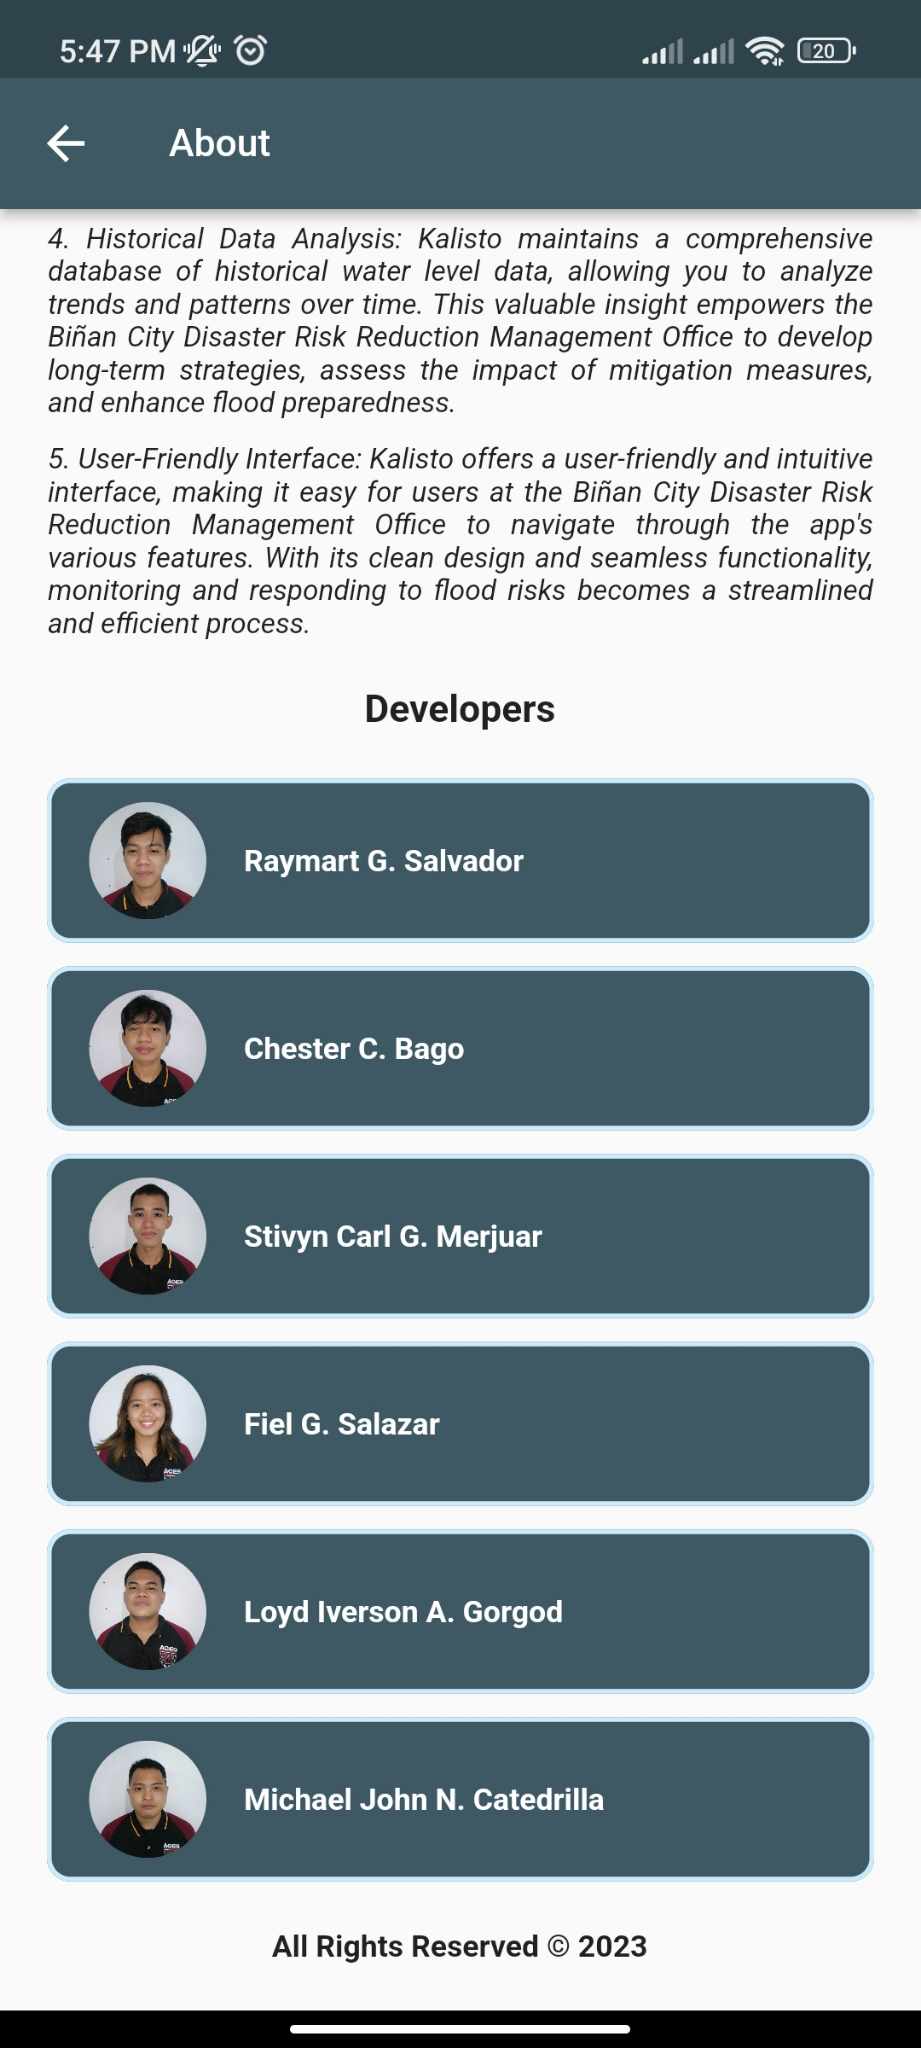 5:47 PM
20
About
4. Historical Data Analysis: Kalisto maintains a comprehensive
database of historical water level data, allowing you to analyze
trends and patterns over time. This valuable insight empowers the
Biñan City Disaster Risk Reduction Management Office to develop
long-term strategies, assess the impact of mitigation measures,
and enhance flood preparedness.
5. User-Friendly Interface: Kalisto offers a user-friendly and intuitive
interface, making it easy for users at the Biñan City Disaster Risk
Reduction Management Office to navigate through the app's
various features. With its clean design and seamless functionality,
monitoring and responding to flood risks becomes a streamlined
and efficient process.
Developers
Raymart G. Salvador
Chester C. Bago
Stivyn Carl G. Merjuar
Fiel G. Salazar
Loyd Iverson A. Gorgod
Michael John N. Catedrilla
All Rights Reserved © 2023